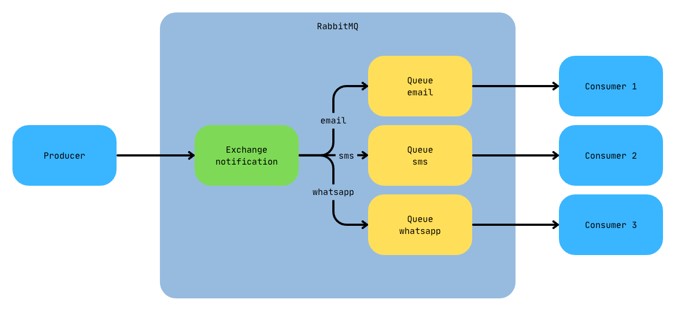 RabbitMQ
Producer
Exchange
notification
email
sms
whatsapp
Queue
email
Queue
sms
Queue
whatsapp
Consumer 1
Consumer 2
Consumer 3